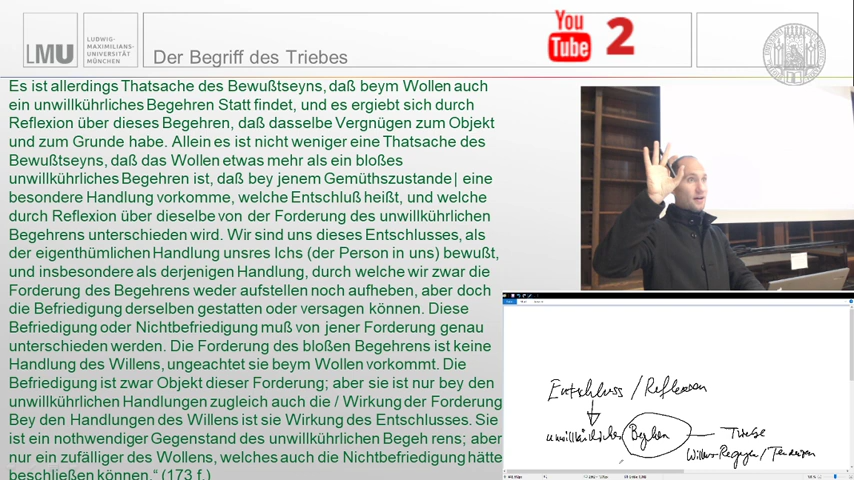 LMU
LUDWIG-
MAXIMILIANS-
UNIVERSITÄT
MÜNCHEN
Der Begriff des Triebes
You
Tube
2
Es ist allerdings Thatsache des Bewußtseyns, daß beym Wollen auch
ein unwillkührliches Begehren Statt findet, und es ergiebt sich durch
Reflexion über dieses Begehren, daß dasselbe Vergnügen zum Objekt
und zum Grunde habe. Allein es ist nicht weniger eine Thatsache des
Bewußtseyns, daß das Wollen etwas mehr als ein bloßes
unwillkührliches Begehren ist, daß bey jenem Gemüthszustande| eine
besondere Handlung vorkomme, welche Entschluß heißt, und welche
durch Reflexion über dieselbe von der Forderung des unwillkührlichen
Begehrens unterschieden wird. Wir sind uns dieses Entschlusses, als
der eigenthümlichen Handlung unsres Ichs (der Person in uns) bewußt,
und insbesondere als derjenigen Handlung, durch welche wir zwar die
Forderung des Begehrens weder aufstellen noch aufheben, aber doch
die Befriedigung derselben gestatten oder versagen können. Diese
Befriedigung oder Nichtbefriedigung muß von jener Forderung genau
unterschieden werden. Die Forderung des bloßen Begehrens ist keine
Handlung des Willens, ungeachtet sie beym Wollen vorkommt. Die
Befriedigung ist zwar Objekt dieser Forderung; aber sie ist nur bey den
unwillkührlichen Handlungen zugleich auch die / Wirkung der Forderung
Bey den Handlungen des Willens ist sie Wirkung des Entschlusses. Sie
ist ein nothwendiger Gegenstand des unwillkührlichen Begeh rens; aber
nur ein zufälliger des Wollens, welches auch die Nichtbefriedigung hätte
beschließen können.“ (173 f.)
Entschluss / Reflexion
unwillkürliches Begehren — Triebe
Willens-Regungen / Tendenzen